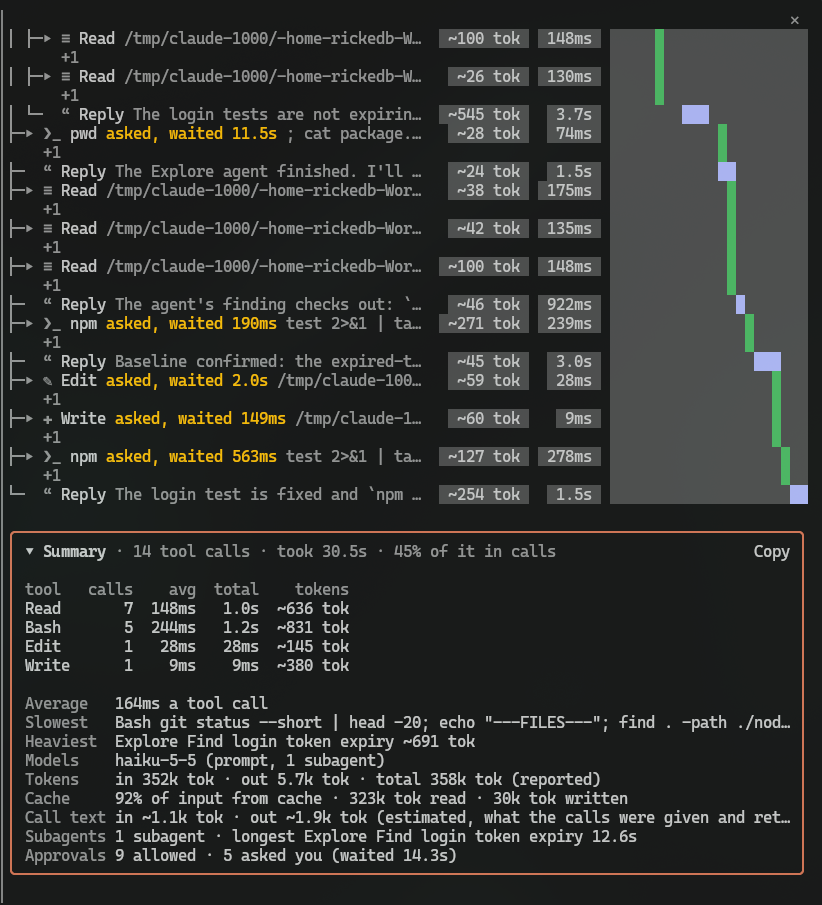 ×
≡ Read /tmp/claude-1000/-home-rickedb-W… ~100 tok 148ms
+1
≡ Read /tmp/claude-1000/-home-rickedb-W… ~26 tok 130ms
+1
“ Reply The login tests are not expirin… ~545 tok 3.7s
❯_ pwd asked, waited 11.5s ; cat package.… ~28 tok 74ms
+1
“ Reply The Explore agent finished. I'll … ~24 tok 1.5s
≡ Read /tmp/claude-1000/-home-rickedb-Wor… ~38 tok 175ms
+1
≡ Read /tmp/claude-1000/-home-rickedb-Wor… ~42 tok 135ms
+1
≡ Read /tmp/claude-1000/-home-rickedb-Wor… ~100 tok 148ms
+1
“ Reply The agent's finding checks out: `… ~46 tok 922ms
❯_ npm asked, waited 190ms test 2>&1 | ta… ~271 tok 239ms
+1
“ Reply Baseline confirmed: the expired-t… ~45 tok 3.0s
✎ Edit asked, waited 2.0s /tmp/claude-100… ~59 tok 28ms
+1
+ Write asked, waited 149ms /tmp/claude-1… ~60 tok 9ms
+1
❯_ npm asked, waited 563ms test 2>&1 | ta… ~127 tok 278ms
+1
“ Reply The login test is fixed and `npm … ~254 tok 1.5s
▾ Summary · 14 tool calls · took 30.5s · 45% of it in calls Copy
tool calls avg total tokens
Read 7 148ms 1.0s ~636 tok
Bash 5 244ms 1.2s ~831 tok
Edit 1 28ms 28ms ~145 tok
Write 1 9ms 9ms ~380 tok
Average 164ms a tool call
Slowest Bash git status --short | head -20; echo "---FILES---"; find . -path ./nod…
Heaviest Explore Find login token expiry ~691 tok
Models haiku-5-5 (prompt, 1 subagent)
Tokens in 352k tok · out 5.7k tok · total 358k tok (reported)
Cache 92% of input from cache · 323k tok read · 30k tok written
Call text in ~1.1k tok · out ~1.9k tok (estimated, what the calls were given and ret…
Subagents 1 subagent · longest Explore Find login token expiry 12.6s
Approvals 9 allowed · 5 asked you (waited 14.3s)